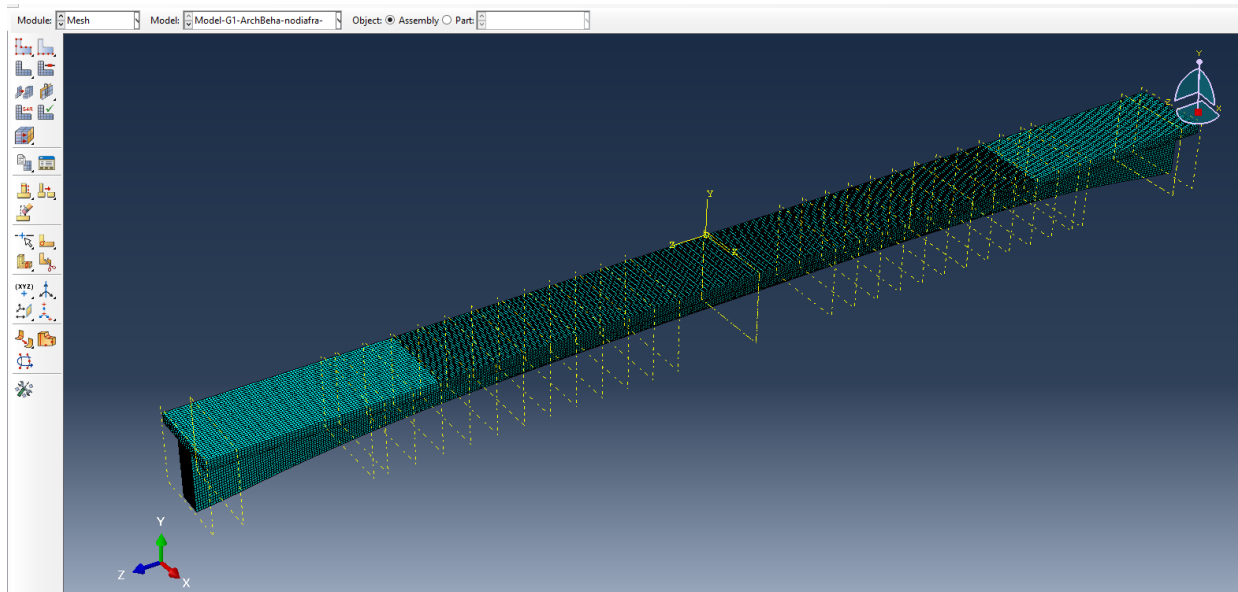 Module: Mesh Model: Model-G1-ArchBeha-nodiafra- Object: Assembly Part:
Y
Z
X
Y
Z
X
(XYZ)
Y
Z
X